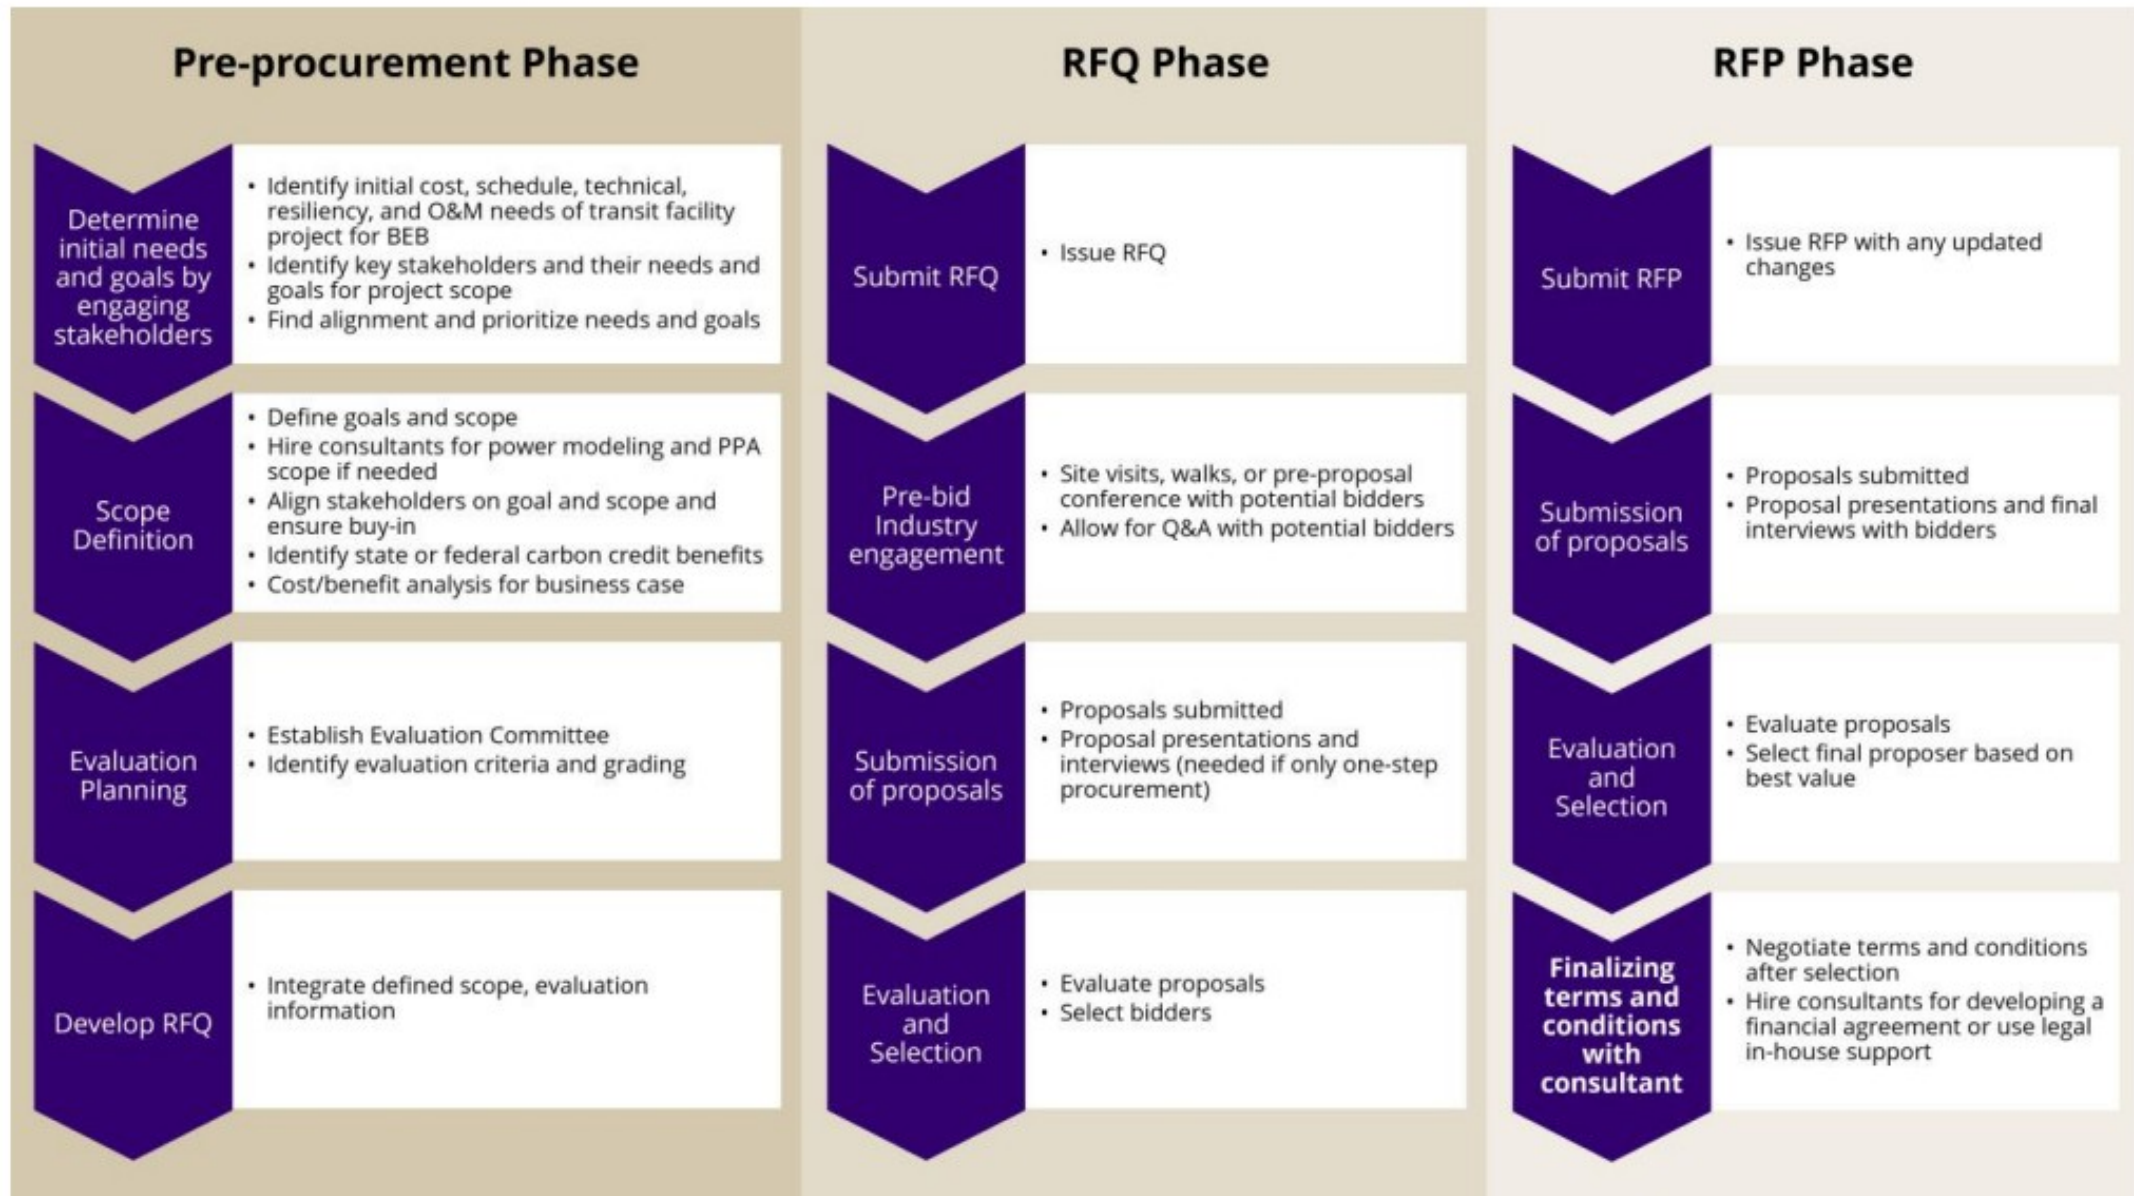 Pre-procurement Phase
Determine
initial needs
and goals by
engaging
stakeholders
• Identify initial cost, schedule, technical,
resiliency, and O&M needs of transit facility
project for BEB
• Identify key stakeholders and their needs and
goals for project scope
• Find alignment and prioritize needs and goals
Scope
Definition
• Define goals and scope
• Hire consultants for power modeling and PPA
scope if needed
• Align stakeholders on goal and scope and
ensure buy-in
• Identify state or federal carbon credit benefits
• Cost/benefit analysis for business case
Evaluation
Planning
• Establish Evaluation Committee
• Identify evaluation criteria and grading
Develop RFQ
• Integrate defined scope, evaluation
information
RFQ Phase
Submit RFQ
• Issue RFQ
Pre-bid
Industry
engagement
• Site visits, walks, or pre-proposal
conference with potential bidders
• Allow for Q&A with potential bidders
Submission
of proposals
• Proposals submitted
• Proposal presentations and
interviews (needed if only one-step
procurement)
Evaluation
and
Selection
• Evaluate proposals
• Select bidders
RFP Phase
Submit RFP
• Issue RFP with any updated
changes
Submission
of proposals
• Proposals submitted
• Proposal presentations and final
interviews with bidders
Evaluation
and
Selection
• Evaluate proposals
• Select final proposer based on
best value
Finalizing
terms and
conditions
with
consultant
• Negotiate terms and conditions
after selection
• Hire consultants for developing a
financial agreement or use legal
in-house support